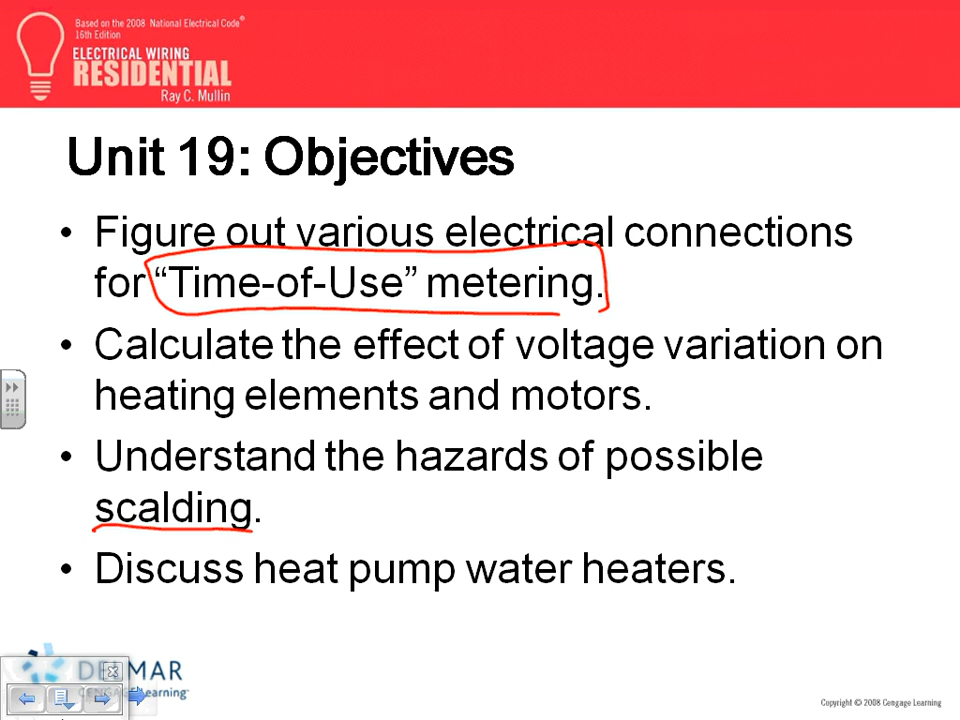 Based on the 2008 National Electrical Code®
16th Edition
ELECTRICAL WIRING
RESIDENTIAL
Ray C. Mullin
Unit 19: Objectives
• Figure out various electrical connections
for “Time-of-Use” metering.
• Calculate the effect of voltage variation on
heating elements and motors.
• Understand the hazards of possible
scalding.
• Discuss heat pump water heaters.
Learning™
Copyright © 2008 Cengage Learning